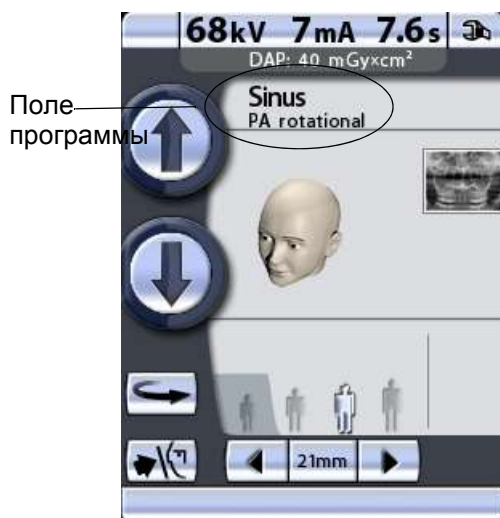 68kV 7mA 7.6s
DAP: 40 mGy×cm²
Поле
программы
Sinus
PA rotational
21mm